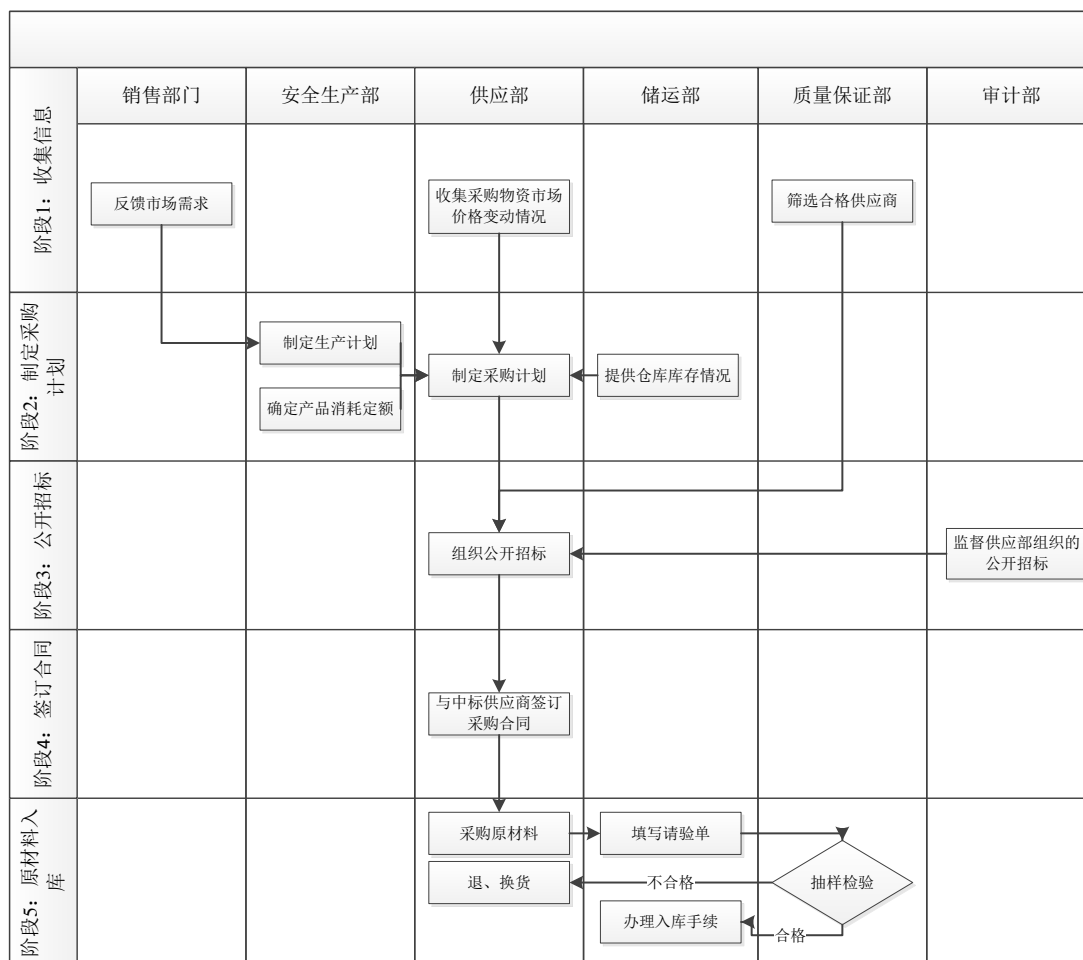 销售部门
安全生产部
供应部
储运部
质量保证部
审计部
阶段1：收集信息
反馈市场需求
收集采购物资市场
价格变动情况
筛选合格供应商
阶段2：制定采购
计划
制定生产计划
确定产品消耗定额
制定采购计划
提供仓库库存情况
阶段3：公开招标
组织公开招标
监督供应部组织的
公开招标
阶段4：签订合同
与中标供应商签订
采购合同
阶段5：原材料入
库
采购原材料
填写请验单
退、换货
不合格
抽样检验
办理入库手续
合格